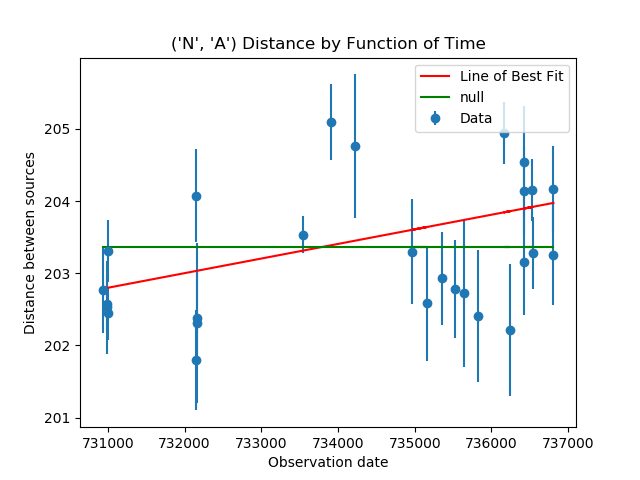 ('N', 'A') Distance by Function of Time
Line of Best Fit
null
Data
Distance between sources
205
204
203
202
201
731000 732000 733000 734000 735000 736000 737000
Observation date